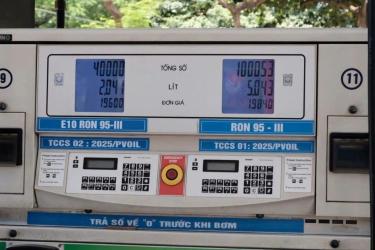 40000
TỔNG SỐ
100053
2.041
LÍT
5.043
19600
ĐƠN GIÁ
19840
9
11
E10 RON 95-III
RON 95 - III
TCCS 02 : 2025/PVOIL
TCCS 01 : 2025/PVOIL
TRẢ SỐ VỀ "0" TRƯỚC KHI BƠM